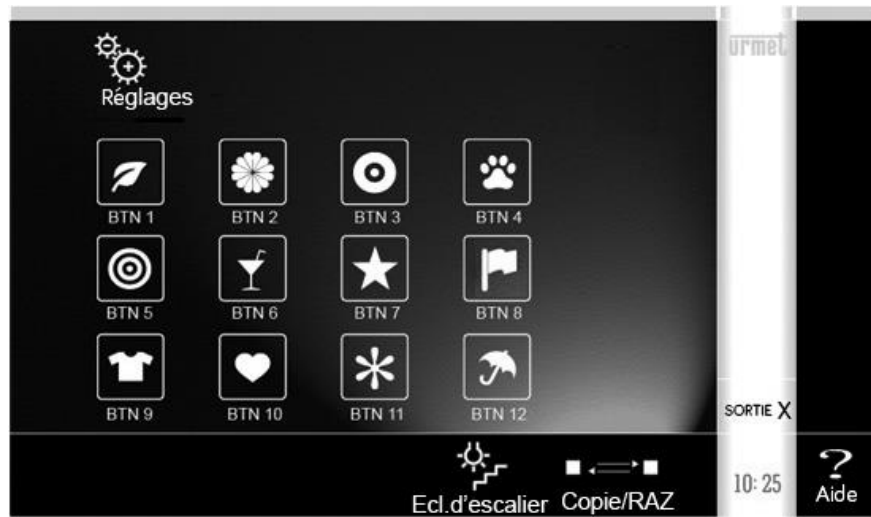 urmet
Réglages
BTN 1
BTN 2
BTN 3
BTN 4
BTN 5
BTN 6
BTN 7
BTN 8
BTN 9
BTN 10
BTN 11
BTN 12
SORTIE X
Ecl.d'escalier
Copie/RAZ
10:25
? Aide